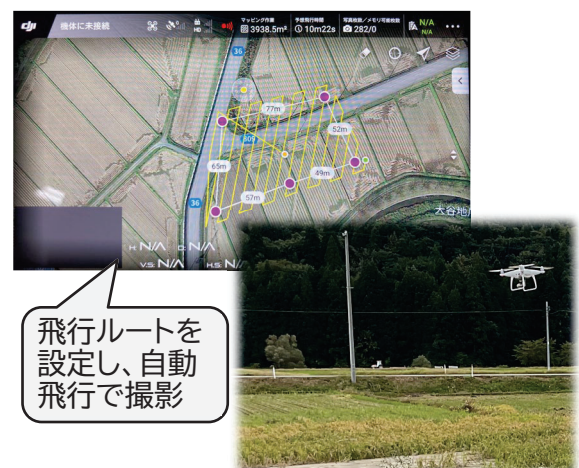 dji 機体に未接続 HD マッピング作業 3938.5m² 予想飛行時間 10m22s 写真枚数/メモリ可能枚数 282/0 N/A N/A
36
77m
52m
609
65m
49m
57m
36
大谷地
H: N/A D: N/A
V.S: N/A H.S: N/A
飛行ルートを
設定し、自動
飛行で撮影